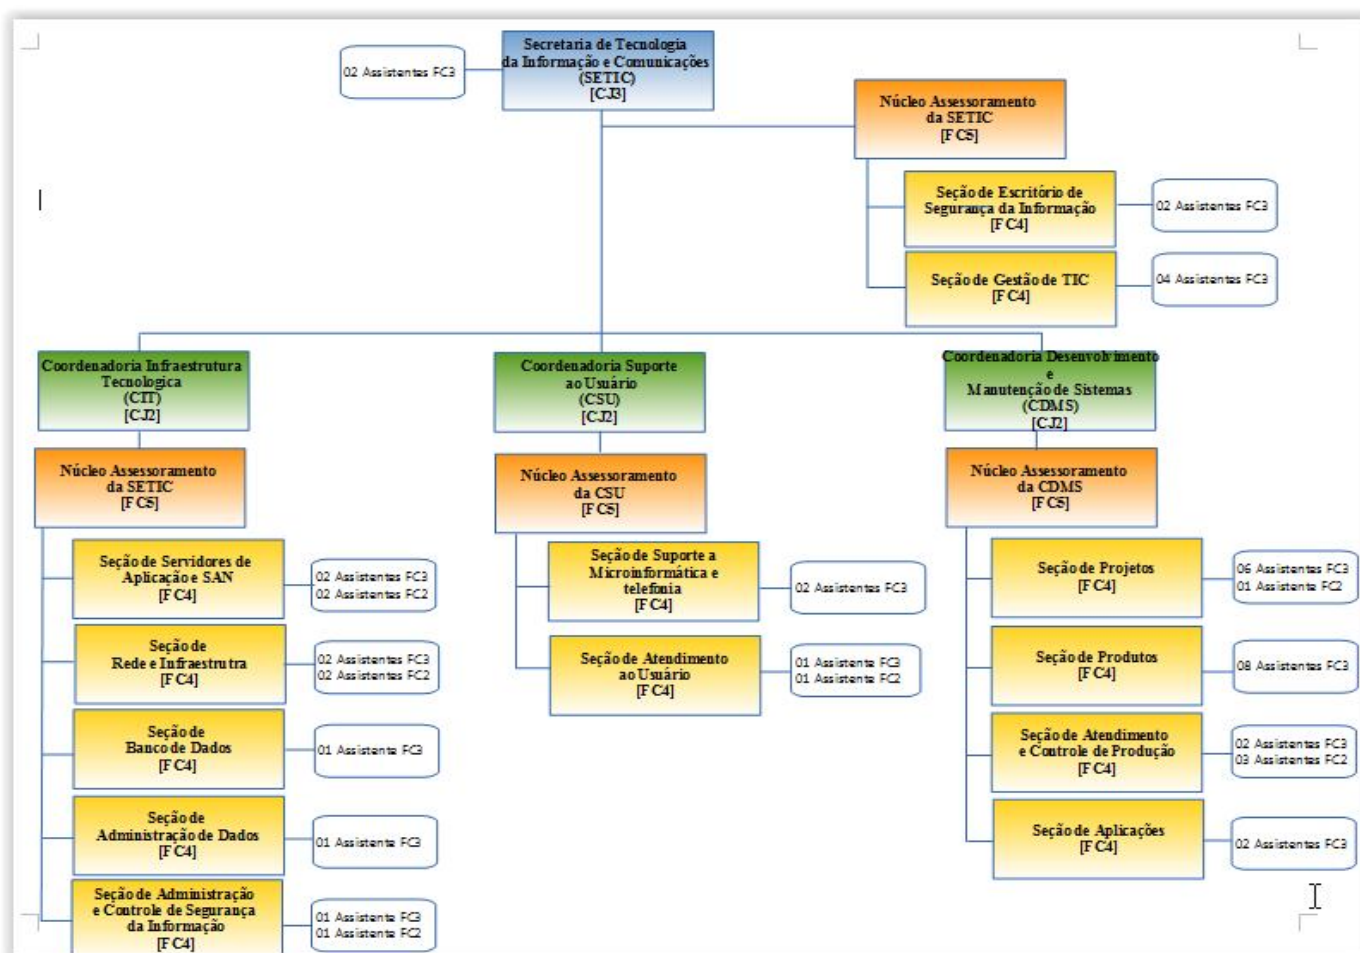 Secretaria de Tecnologia
da Informação e Comunicações
(SETIC)
[CJ3]
02 Assistentes FC3
Núcleo Assessoramento
da SETIC
[FC5]
Seção de Escritório de
Segurança da Informação
[FC4]
02 Assistentes FC3
Seção de Gestão de TIC
[FC4]
04 Assistentes FC3
Coordenadoria Infraestrutura
Tecnologica
(CIT)
[CJ2]
Núcleo Assessoramento
da SETIC
[FC5]
Seção de Servidores de
Aplicação e SAN
[FC4]
02 Assistentes FC3
02 Assistentes FC2
Seção de
Rede e Infraestrutra
[FC4]
02 Assistentes FC3
02 Assistentes FC2
Seção de
Banco de Dados
[FC4]
01 Assistente FC3
Seção de
Administração de Dados
[FC4]
01 Assistente FC3
Seção de Administração
e Controle de Segurança
da Informação
[FC4]
01 Assistente FC3
01 Assistente FC2
Coordenadoria Suporte
ao Usuário
(CSU)
[CJ2]
Núcleo Assessoramento
da CSU
[FC5]
Seção de Suporte a
Microinformática e
telefonia
[FC4]
02 Assistentes FC3
Seção de Atendimento
ao Usuário
[FC4]
01 Assistente FC3
01 Assistente FC2
Coordenadoria Desenvolvimento
e
Manutenção de Sistemas
(CDMS)
[CJ2]
Núcleo Assessoramento
da CDMS
[FC5]
Seção de Projetos
[FC4]
06 Assistentes FC3
01 Assistentes FC2
Seção de Produtos
[FC4]
08 Assistentes FC3
Seção de Atendimento
e Controle de Produção
[FC4]
02 Assistentes FC3
03 Assistentes FC2
Seção de Aplicações
[FC4]
02 Assistentes FC3